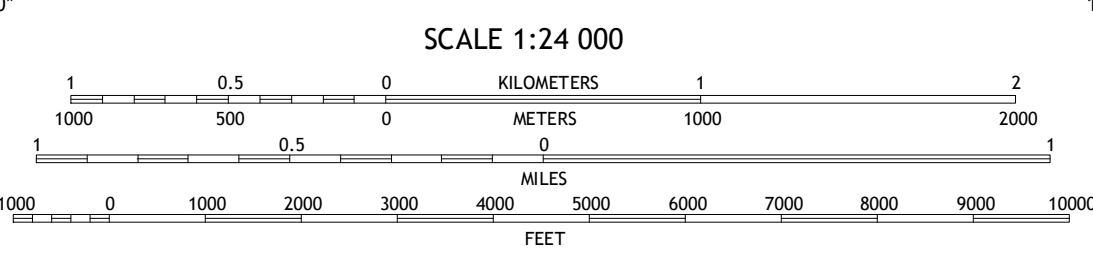 0"
SCALE 1:24 000
1 0.5 0 KILOMETERS 1 2
1000 500 0 METERS 1000 2000
1 0.5 0 1
MILES
1000 0 1000 2000 3000 4000 5000 6000 7000 8000 9000 10000
FEET